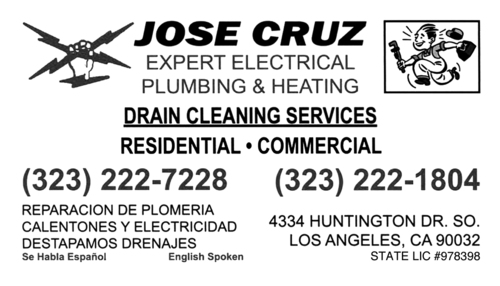 JOSE CRUZ
EXPERT ELECTRICAL
PLUMBING & HEATING
DRAIN CLEANING SERVICES
RESIDENTIAL • COMMERCIAL
(323) 222-7228 (323) 222-1804
REPARACION DE PLOMERIA
CALENTONES Y ELECTRICIDAD
DESTAPAMOS DRENAJES
Se Habla Español English Spoken
4334 HUNTINGTON DR. SO.
LOS ANGELES, CA 90032
STATE LIC #978398